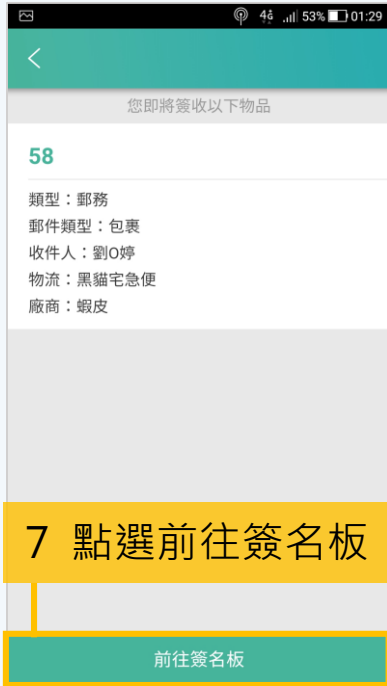 4G 53% 01:29
您即將簽收以下物品
58
類型：郵務
郵件類型：包裹
收件人：劉O婷
物流：黑貓宅急便
廠商：蝦皮
7 點選前往簽名板
前往簽名板